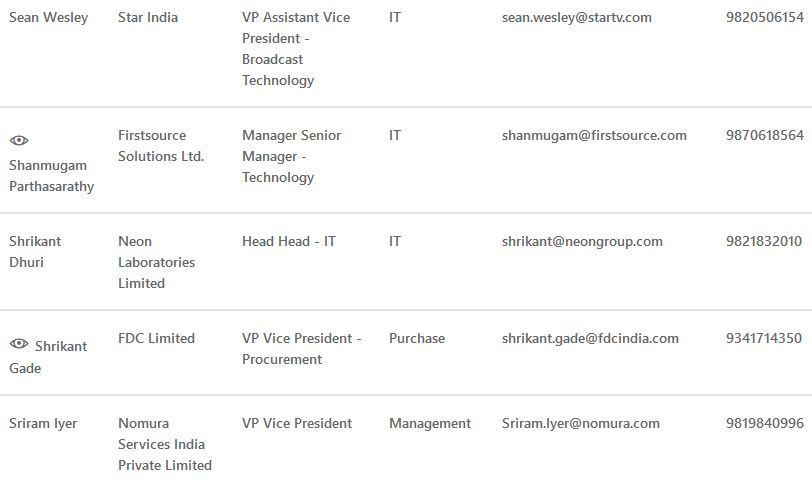 Sean Wesley Star India VP Assistant Vice IT sean.wesley@startv.com 9820506154
President -
Broadcast
Technology
Firstsource Manager Senior IT shanmugam@firstsource.com 9870618564
Shanmugam Solutions Ltd. Manager -
Parthasarathy Technology
Shrikant Neon Head Head - IT IT shrikant@neongroup.com 9821832010
Dhuri Laboratories
Limited
Shrikant FDC Limited VP Vice President - Purchase shrikant.gade@fdcindia.com 9341714350
Gade Procurement
Sriram Iyer Nomura VP Vice President Management Sriram.Iyer@nomura.com 9819840996
Services India
Private Limited